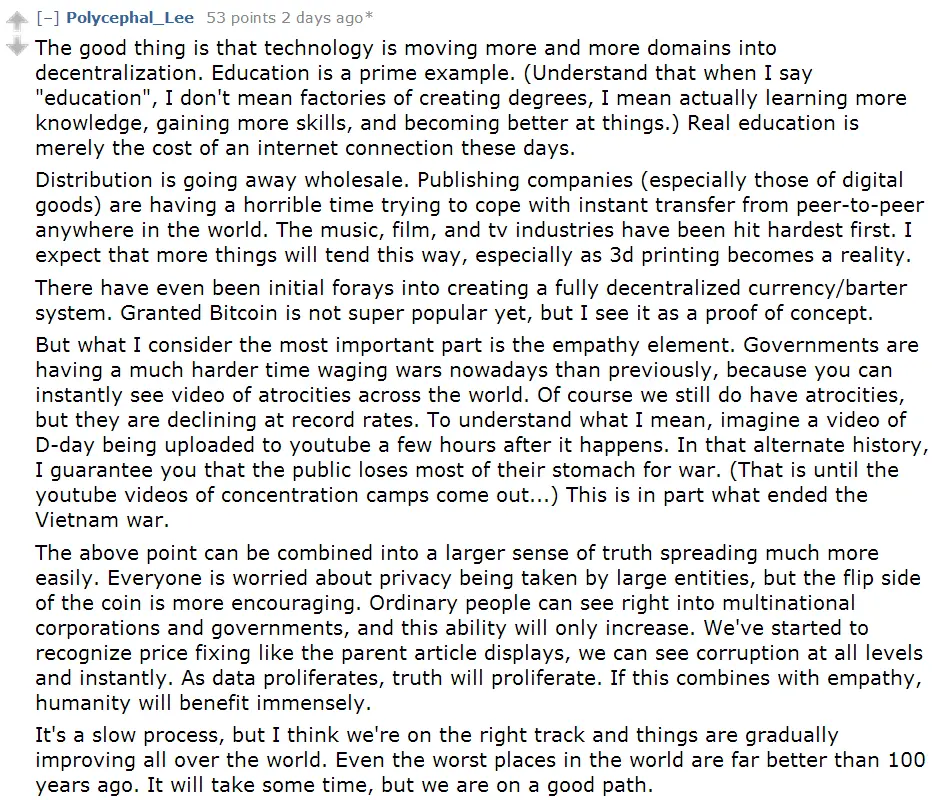 [–] Polycephal_Lee 53 points 2 days ago*
The good thing is that technology is moving more and more domains into
decentralization. Education is a prime example. (Understand that when I say
"education", I don't mean factories of creating degrees, I mean actually learning more
knowledge, gaining more skills, and becoming better at things.) Real education is
merely the cost of an internet connection these days.
Distribution is going away wholesale. Publishing companies (especially those of digital
goods) are having a horrible time trying to cope with instant transfer from peer-to-peer
anywhere in the world. The music, film, and tv industries have been hit hardest first. I
expect that more things will tend this way, especially as 3d printing becomes a reality.
There have even been initial forays into creating a fully decentralized currency/barter
system. Granted Bitcoin is not super popular yet, but I see it as a proof of concept.
But what I consider the most important part is the empathy element. Governments are
having a much harder time waging wars nowadays than previously, because you can
instantly see video of atrocities across the world. Of course we still do have atrocities,
but they are declining at record rates. To understand what I mean, imagine a video of
D-day being uploaded to youtube a few hours after it happens. In that alternate history,
I guarantee you that the public loses most of their stomach for war. (That is until the
youtube videos of concentration camps come out...) This is in part what ended the
Vietnam war.
The above point can be combined into a larger sense of truth spreading much more
easily. Everyone is worried about privacy being taken by large entities, but the flip side
of the coin is more encouraging. Ordinary people can see right into multinational
corporations and governments, and this ability will only increase. We've started to
recognize price fixing like the parent article displays, we can see corruption at all levels
and instantly. As data proliferates, truth will proliferate. If this combines with empathy,
humanity will benefit immensely.
It's a slow process, but I think we're on the right track and things are gradually
improving all over the world. Even the worst places in the world are far better than 100
years ago. It will take some time, but we are on a good path.